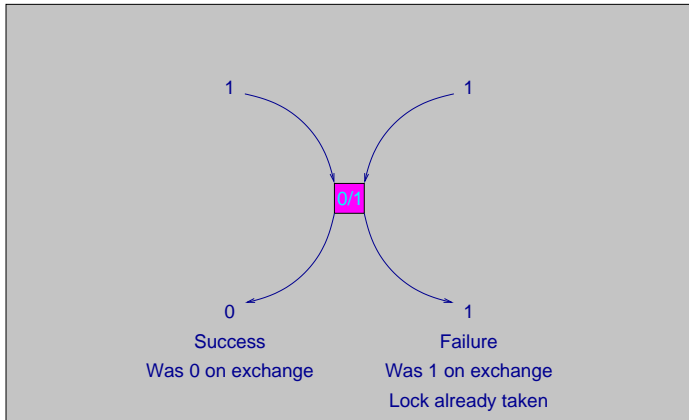 1 1
0/1
0 1
Success Failure
Was 0 on exchange Was 1 on exchange
Lock already taken